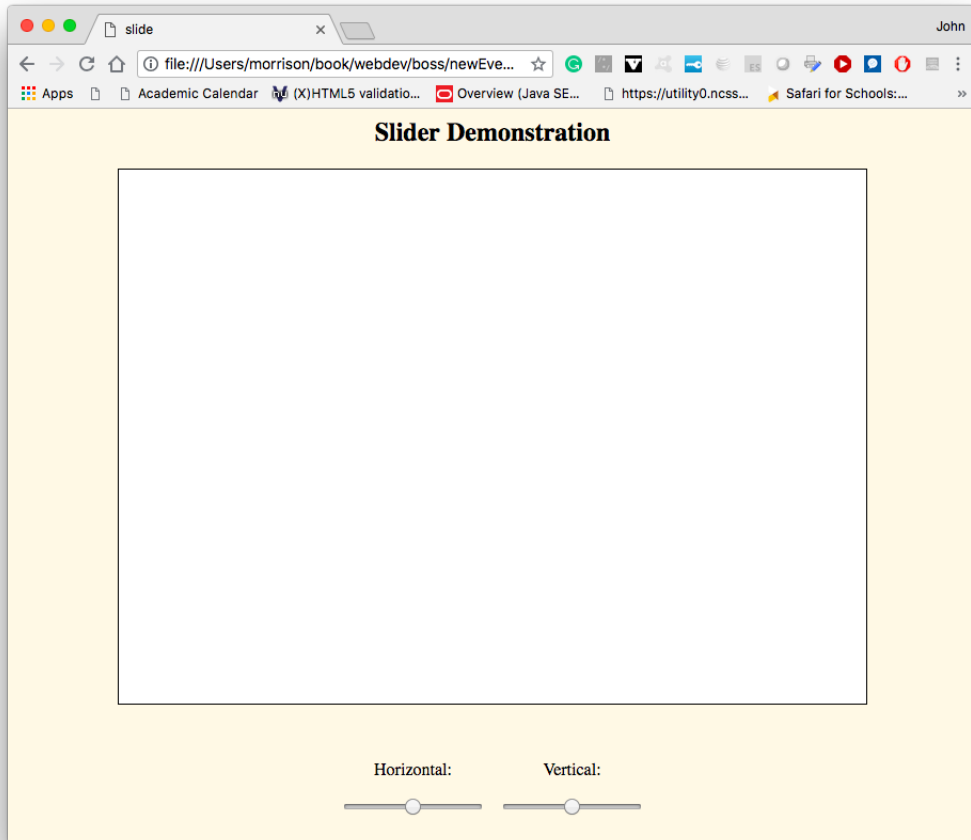 slide
John
file:///Users/morrison/book/webdev/boss/newEve...
Apps Academic Calendar (X)HTML5 validatio... Overview (Java SE... https://utility0.ncss... Safari for Schools:... »
Slider Demonstration
Horizontal: Vertical: